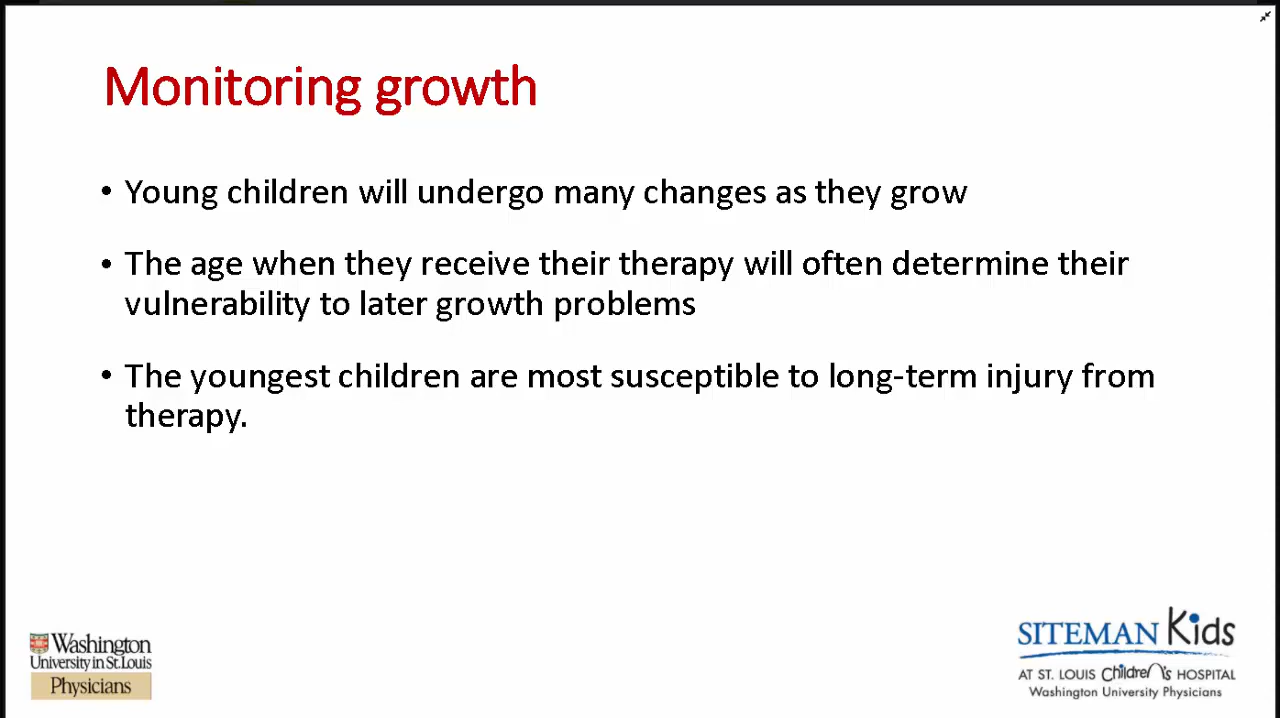 Monitoring growth
• Young children will undergo many changes as they grow
• The age when they receive their therapy will often determine their
vulnerability to later growth problems
• The youngest children are most susceptible to long-term injury from
therapy.
Washington
University in St. Louis
Physicians
SITEMAN Kids
AT ST. LOUIS Children's HOSPITAL
Washington University Physicians